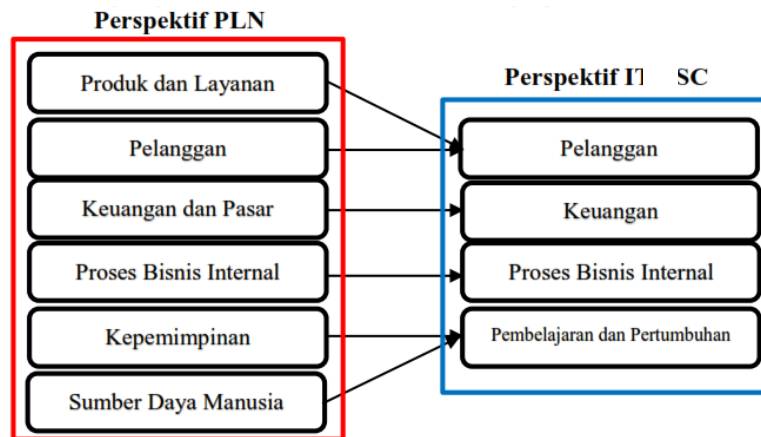 Perspektif PLN
Produk dan Layanan
Pelanggan
Keuangan dan Pasar
Proses Bisnis Internal
Kepemimpinan
Sumber Daya Manusia
Perspektif SC
Pelanggan
Keuangan
Proses Bisnis Internal
Pembelajaran dan Pertumbuhan